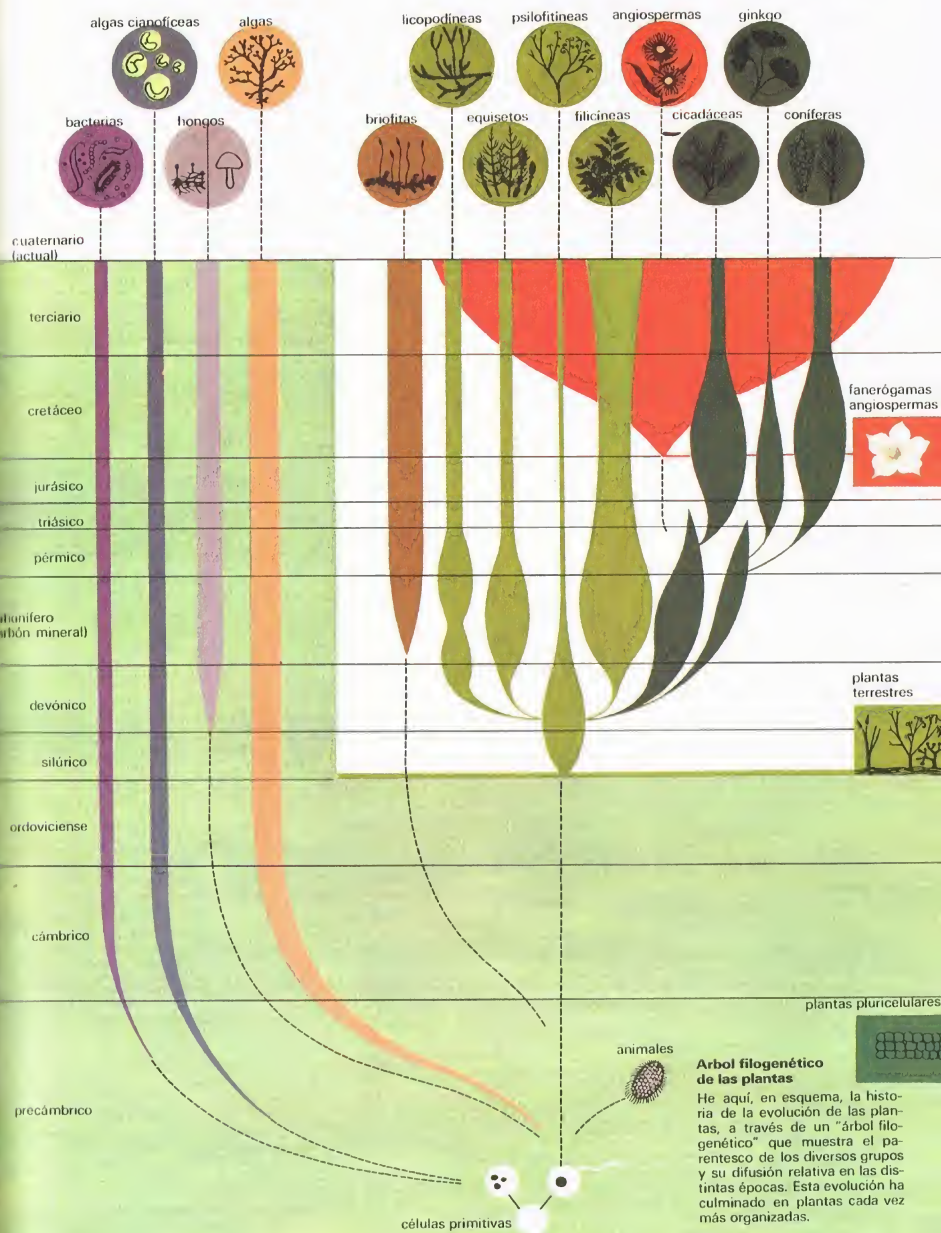 algas cianofíceas
algas
licopodíneas
psilofitíneas
angiospermas
ginkgo
bacterias
hongos
briofitas
equisetos
filicíneas
cicadáceas
coníferas
cuaternario
(actual)
terciario
cretáceo
fanerógamas
angiospermas
jurásico
triásico
pérmico
bonífero
rbón mineral)
plantas
terrestres
devónico
silúrico
ordoviciense
cámbrico
plantas pluricelulares
animales
precámbrico
Arbol filogenético
de las plantas
He aquí, en esquema, la histo-
ria de la evolución de las plan-
tas, a través de un "árbol filo-
genético" que muestra el pa-
rentesco de los diversos grupos
y su difusión relativa en las dis-
tintas épocas. Esta evolución ha
culminado en plantas cada vez
más organizadas.
células primitivas